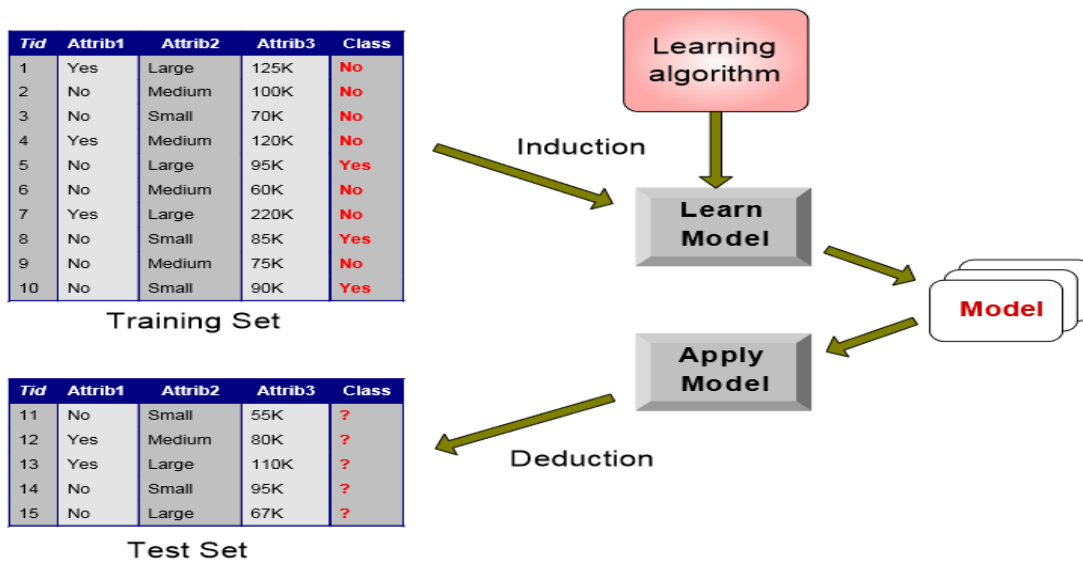 Tid Attrib1 Attrib2 Attrib3 Class
1 Yes Large 125K No
2 No Medium 100K No
3 No Small 70K No
4 Yes Medium 120K No
5 No Large 95K Yes
6 No Medium 60K No
7 Yes Large 220K No
8 No Small 85K Yes
9 No Medium 75K No
10 No Small 90K Yes
Training Set
Learning
algorithm
Induction
Learn
Model
Model
Apply
Model
Deduction
Tid Attrib1 Attrib2 Attrib3 Class
11 No Small 55K ?
12 Yes Medium 80K ?
13 Yes Large 110K ?
14 No Small 95K ?
15 No Large 67K ?
Test Set